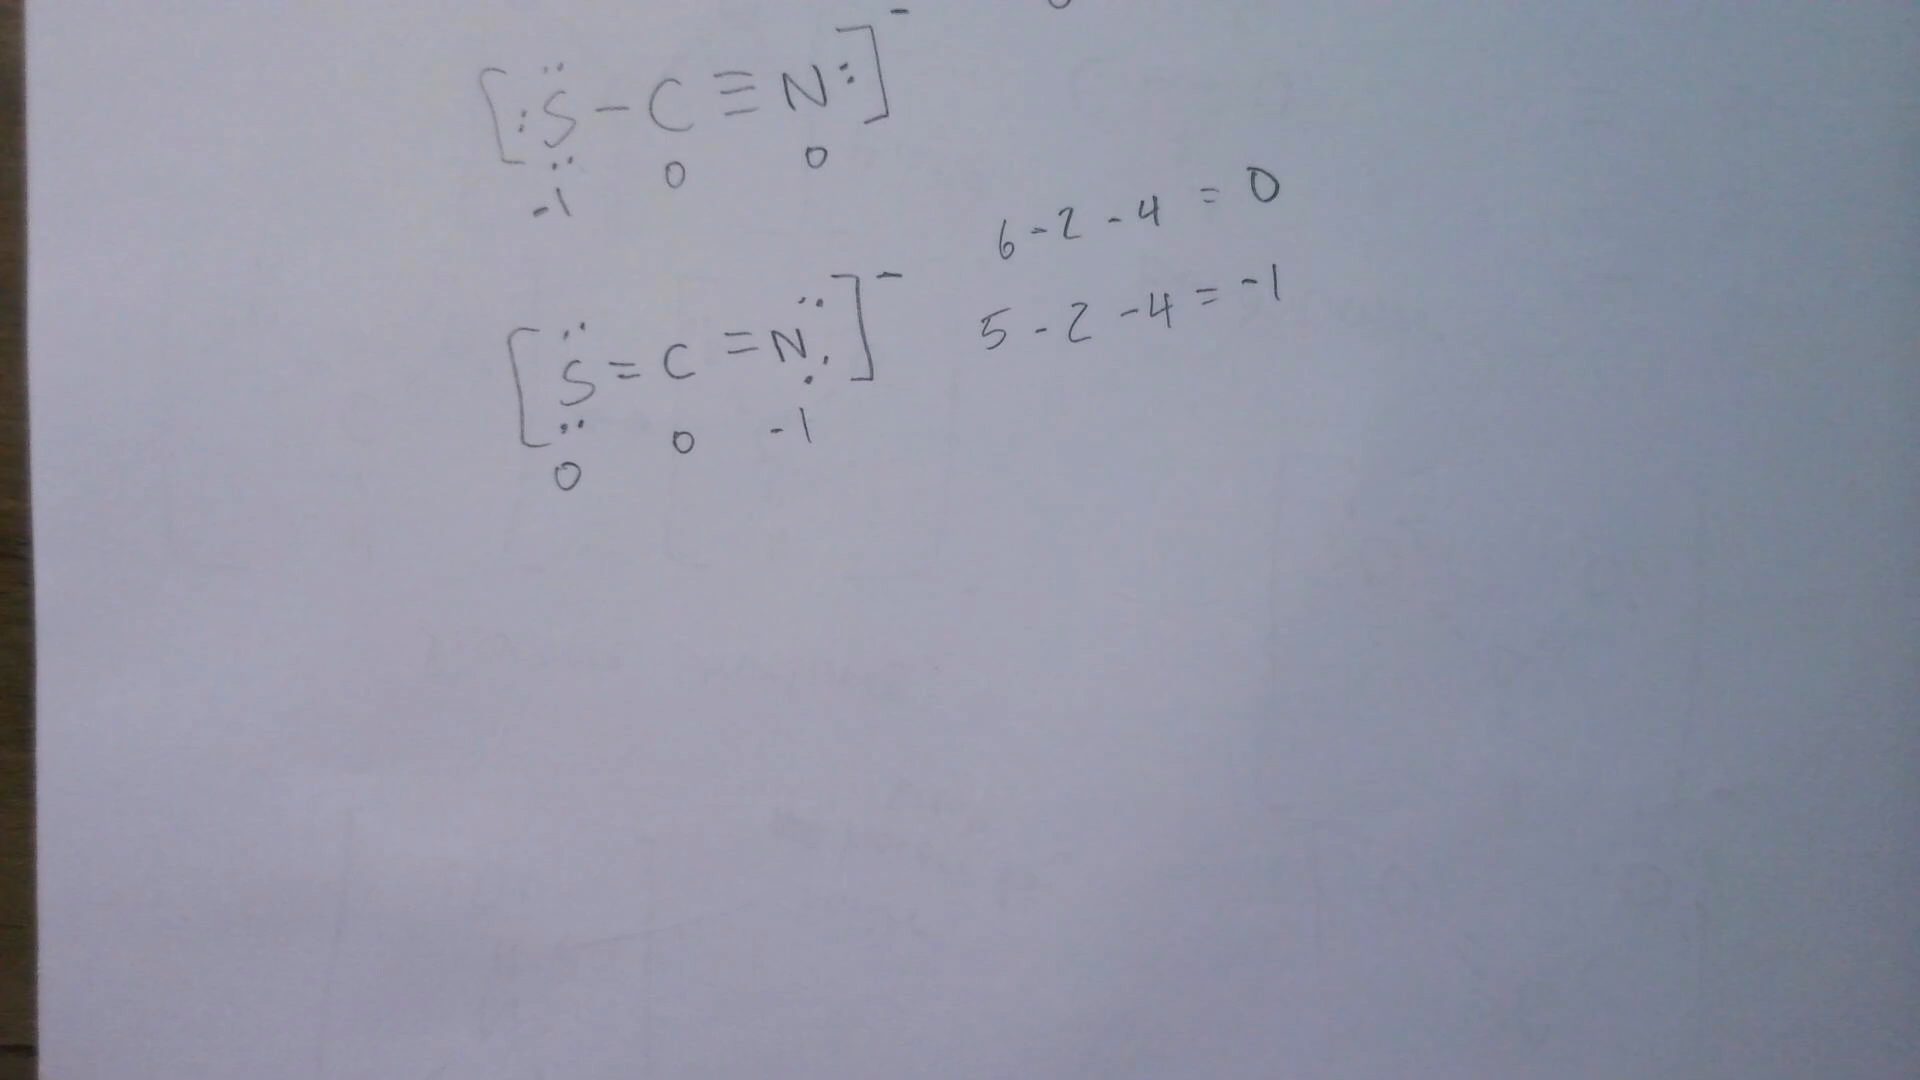 [:S̈-C≡N:]⁻
-1 0 0
6-2-4=0
5-2-4=-1
[S̈=C=N̈:]⁻
0 0 -1